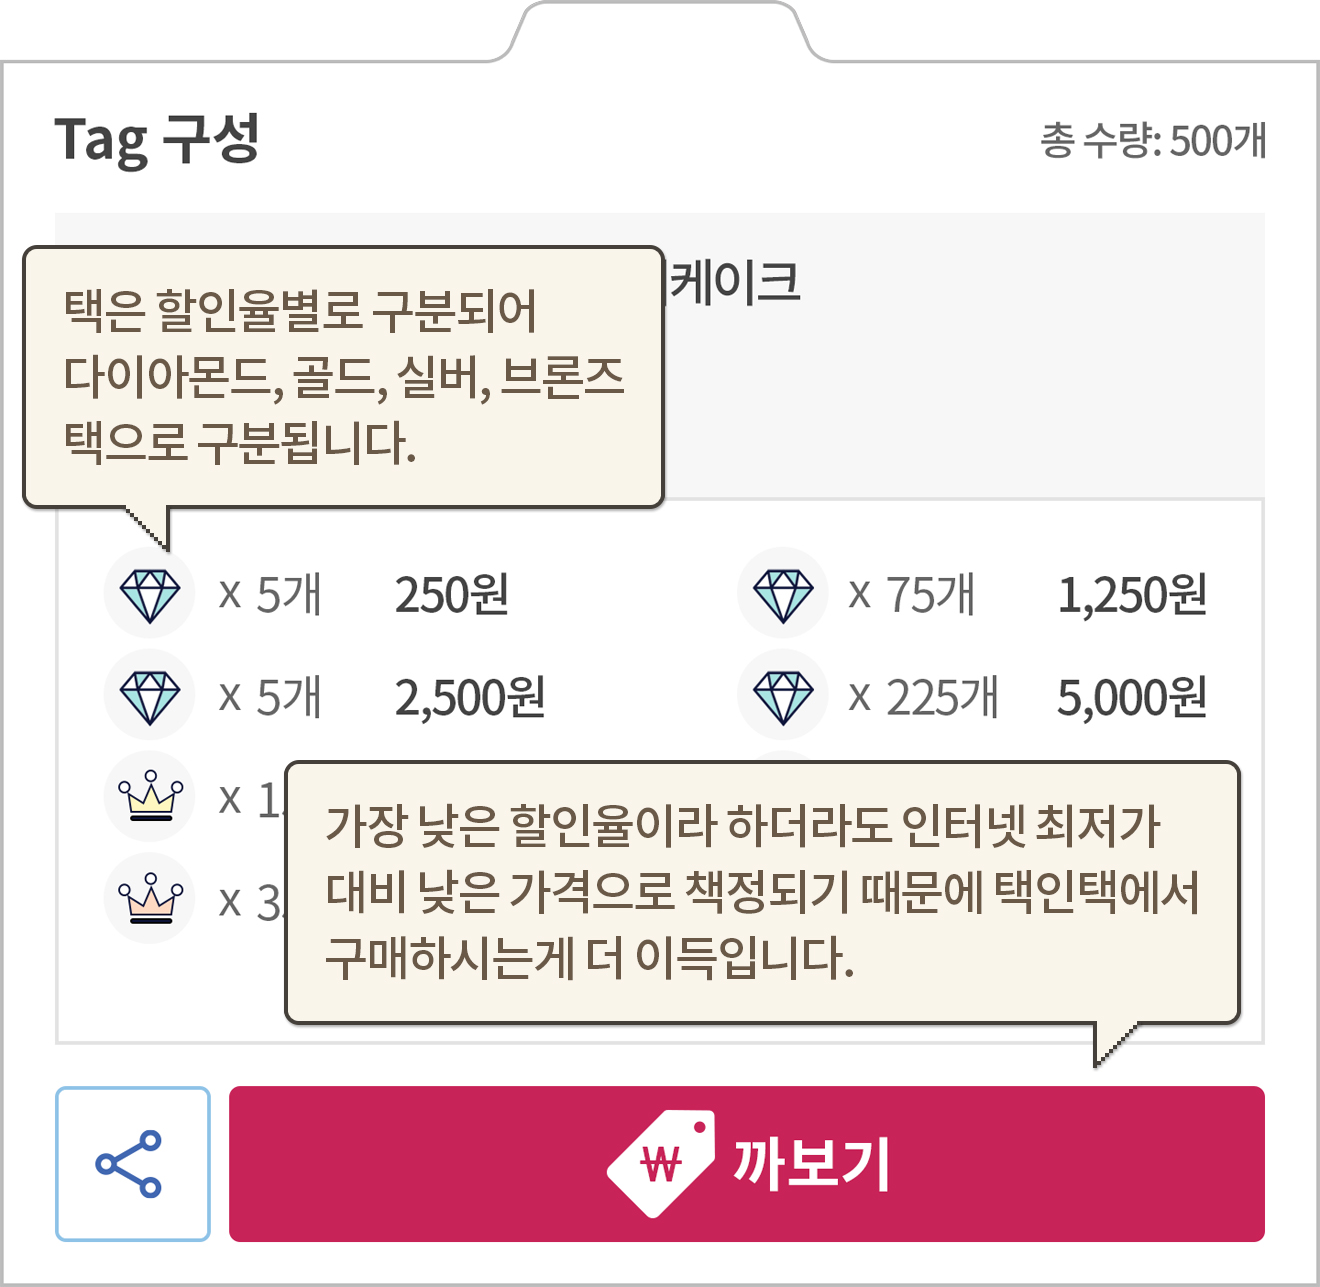 Tag 구성
총 수량: 500개
케이크
택은 할인율별로 구분되어
다이아몬드, 골드, 실버, 브론즈
택으로 구분됩니다.
x 5개 250원
x 75개 1,250원
x 5개 2,500원
x 225개 5,000원
x 1
x 3
가장 낮은 할인율이라 하더라도 인터넷 최저가
대비 낮은 가격으로 책정되기 때문에 택인택에서
구매하시는게 더 이득입니다.
₩ 까보기